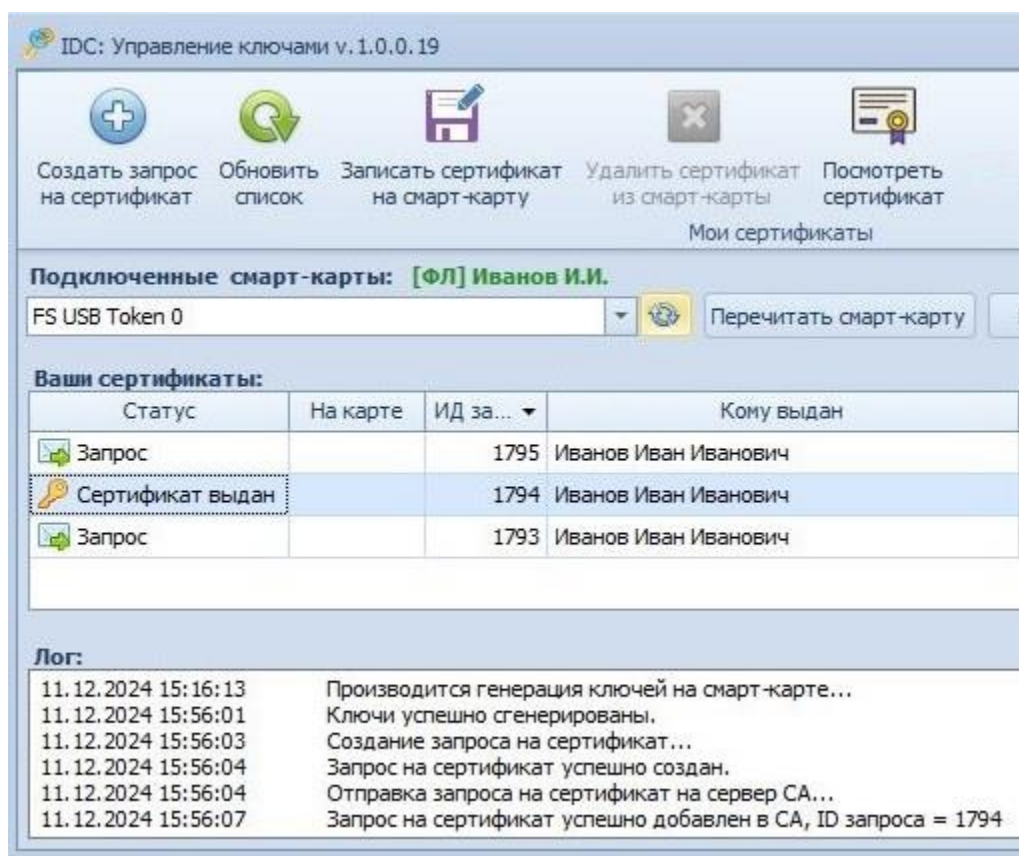 IDC: Управление ключами v.1.0.0.19
Создать запрос Обновить Записать сертификат Удалить сертификат Посмотреть
на сертификат список на смарт-карту из смарт-карты сертификат
Мои сертификаты
Подключенные смарт-карты: [ФЛ] Иванов И.И.
FS USB Token 0 Перечитать смарт-карту
Ваши сертификаты:
Статус На карте ИД за... Кому выдан
Запрос 1795 Иванов Иван Иванович
Сертификат выдан 1794 Иванов Иван Иванович
Запрос 1793 Иванов Иван Иванович
Лог:
11.12.2024 15:16:13 Производится генерация ключей на смарт-карте...
11.12.2024 15:56:01 Ключи успешно сгенерированы.
11.12.2024 15:56:03 Создание запроса на сертификат...
11.12.2024 15:56:04 Запрос на сертификат успешно создан.
11.12.2024 15:56:04 Отправка запроса на сертификат на сервер CA...
11.12.2024 15:56:07 Запрос на сертификат успешно добавлен в CA, ID запроса = 1794